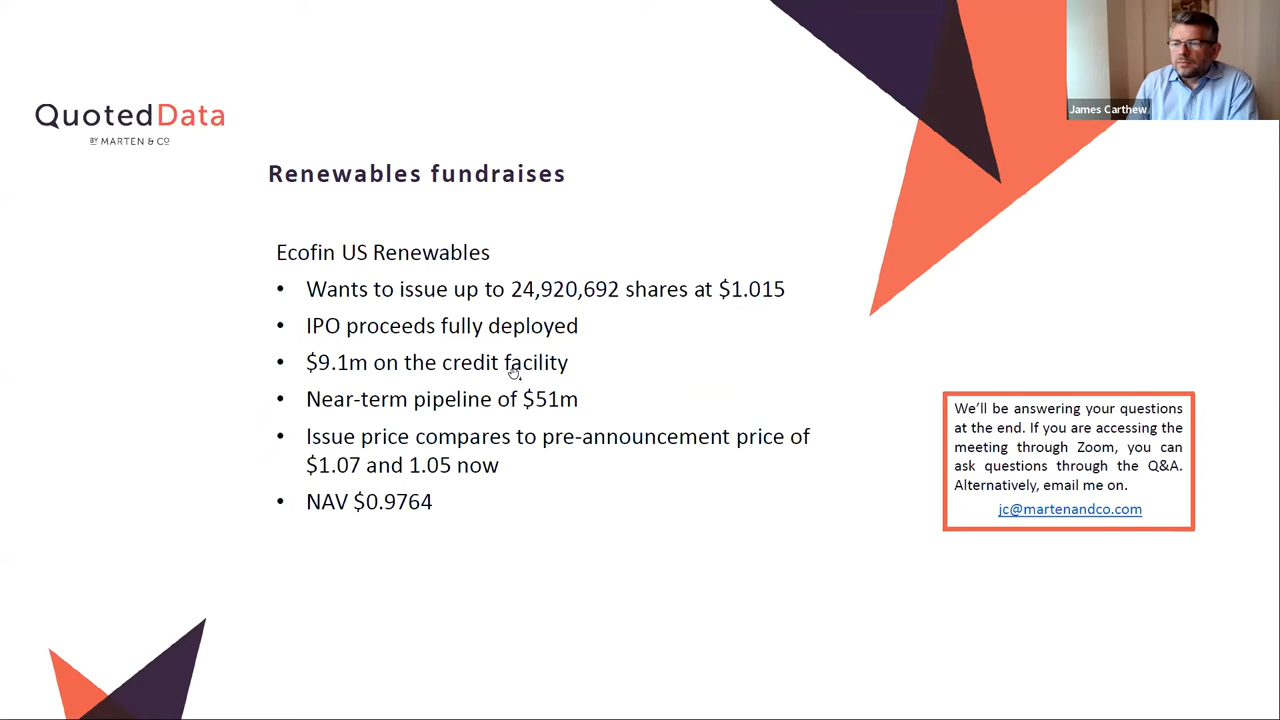 James Carthew
QuotedData
BY MARTEN & CO
Renewables fundraises
Ecofin US Renewables
• Wants to issue up to 24,920,692 shares at $1.015
• IPO proceeds fully deployed
• $9.1m on the credit facility
• Near-term pipeline of $51m
• Issue price compares to pre-announcement price of
$1.07 and 1.05 now
• NAV $0.9764
We’ll be answering your questions
at the end. If you are accessing the
meeting through Zoom, you can
ask questions through the Q&A.
Alternatively, email me on.
jc@martenandco.com